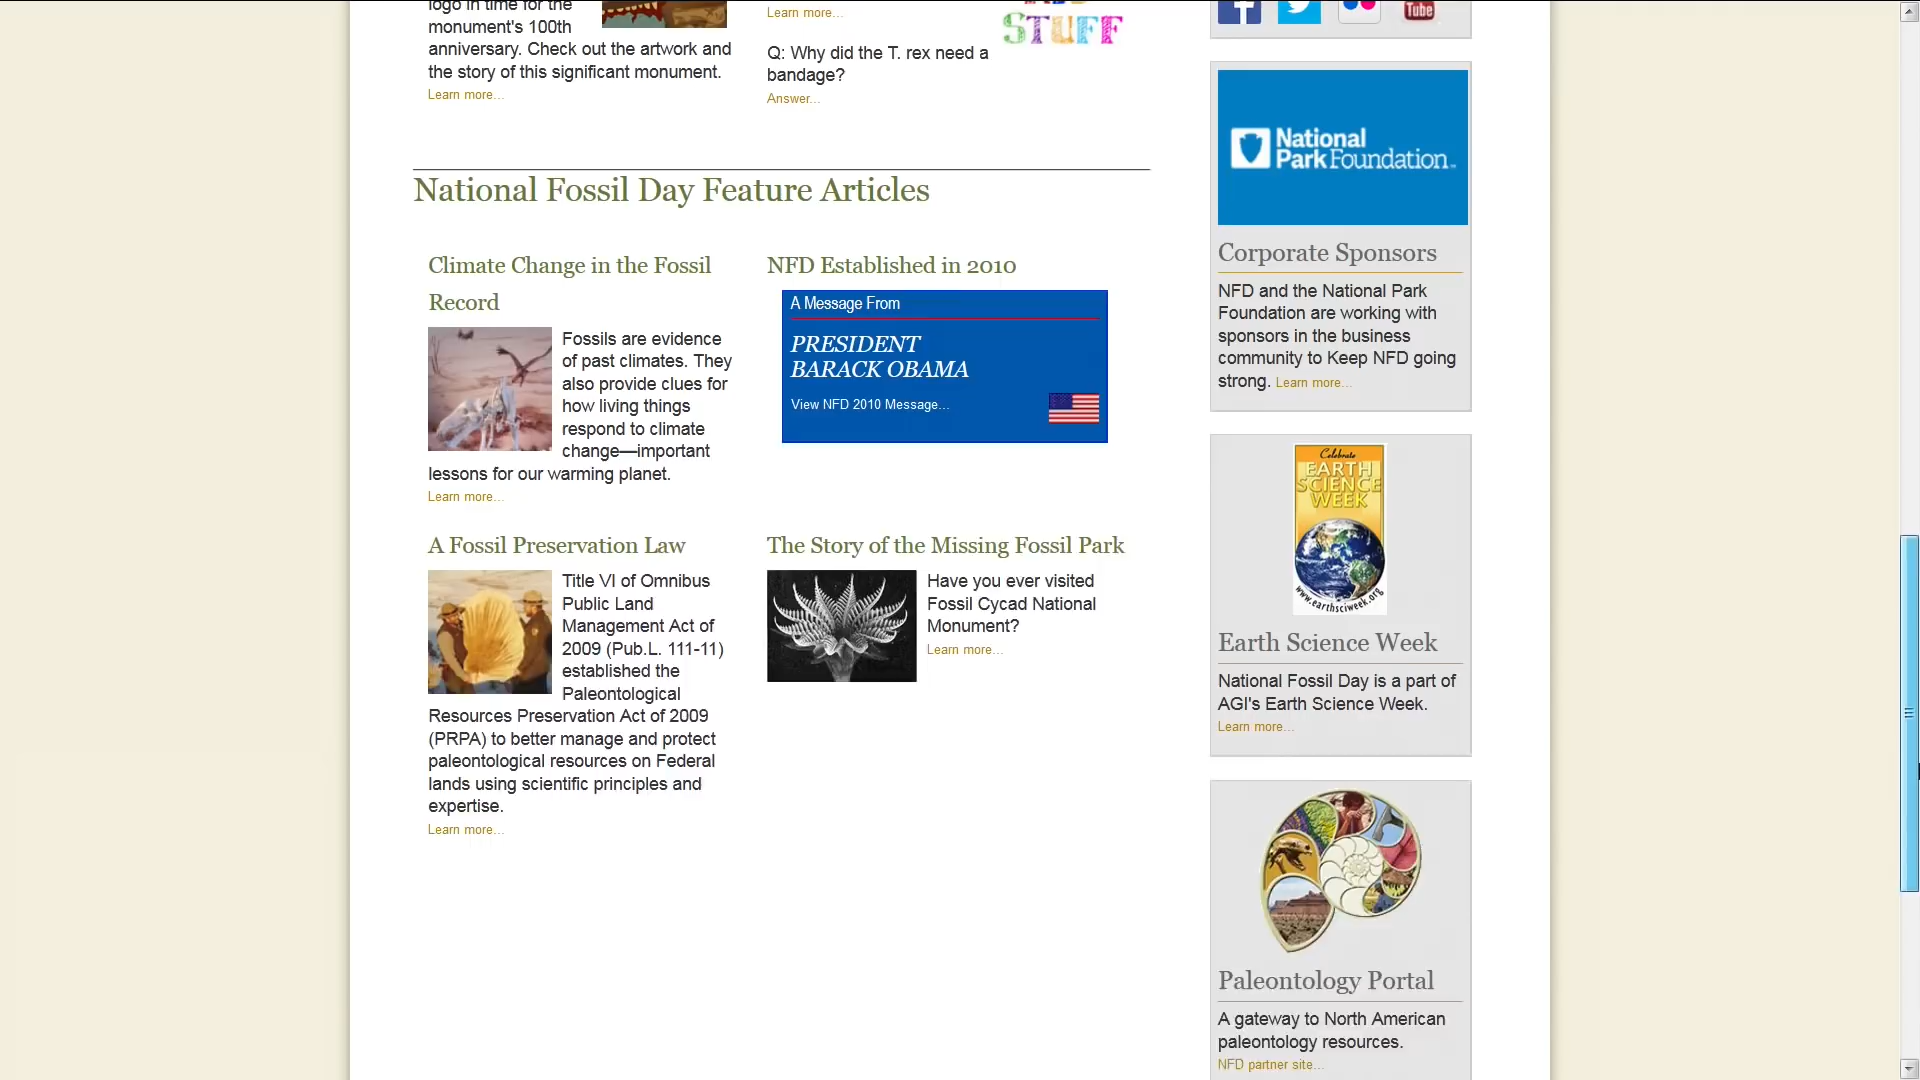 logo in time for the
monument's 100th
anniversary. Check out the artwork and
the story of this significant monument.
Learn more...
Learn more...
STUFF
Q: Why did the T. rex need a
bandage?
Answer...
National Fossil Day Feature Articles
Climate Change in the Fossil
Record
Fossils are evidence
of past climates. They
also provide clues for
how living things
respond to climate
change—important
lessons for our warming planet.
Learn more...
NFD Established in 2010
A Message From
PRESIDENT
BARACK OBAMA
View NFD 2010 Message...
A Fossil Preservation Law
Title VI of Omnibus
Public Land
Management Act of
2009 (Pub.L. 111-11)
established the
Paleontological
Resources Preservation Act of 2009
(PRPA) to better manage and protect
paleontological resources on Federal
lands using scientific principles and
expertise.
Learn more...
The Story of the Missing Fossil Park
Have you ever visited
Fossil Cycad National
Monument?
Learn more...
Tube
National
Park Foundation™
Corporate Sponsors
NFD and the National Park
Foundation are working with
sponsors in the business
community to Keep NFD going
strong. Learn more...
Celebrate
EARTH
SCIENCE
WEEK
www.earthsciweek.org
Earth Science Week
National Fossil Day is a part of
AGI's Earth Science Week.
Learn more...
Paleontology Portal
A gateway to North American
paleontology resources.
NFD partner site...